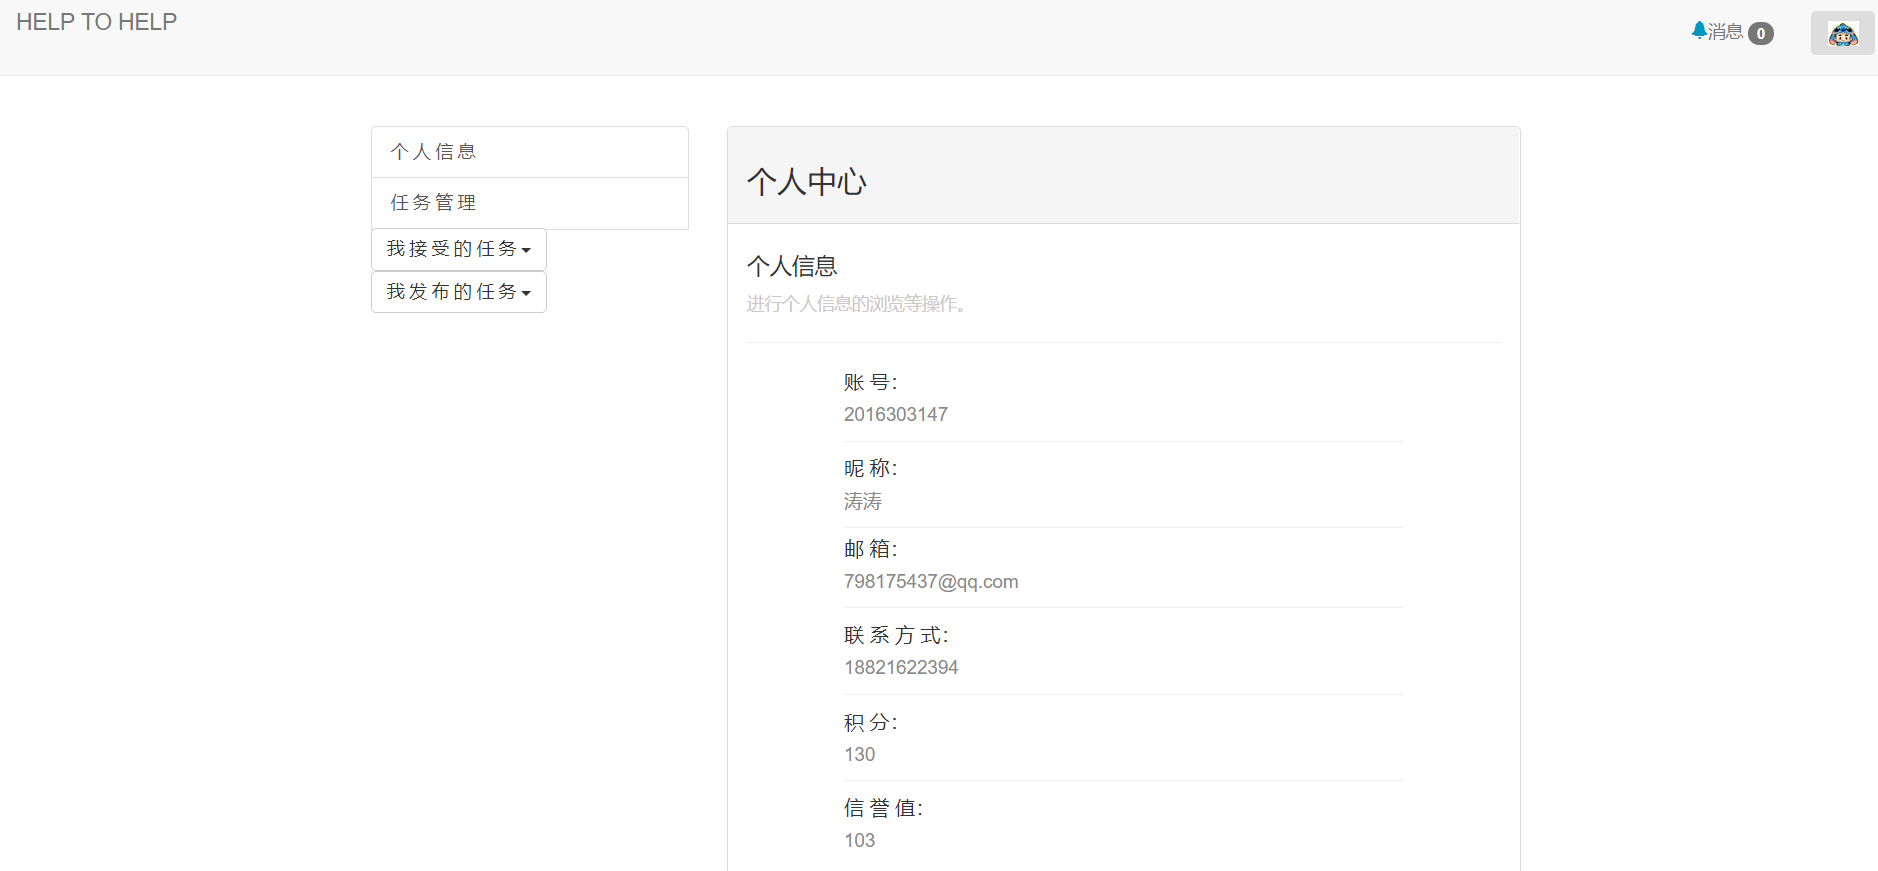 HELP TO HELP
消息 0
个人信息
任务管理
我接受的任务
我发布的任务
个人中心
个人信息
进行个人信息的浏览等操作。
账 号：
2016303147
昵 称：
涛涛
邮 箱：
798175437@qq.com
联 系 方 式：
18821622394
积 分：
130
信 誉 值：
103